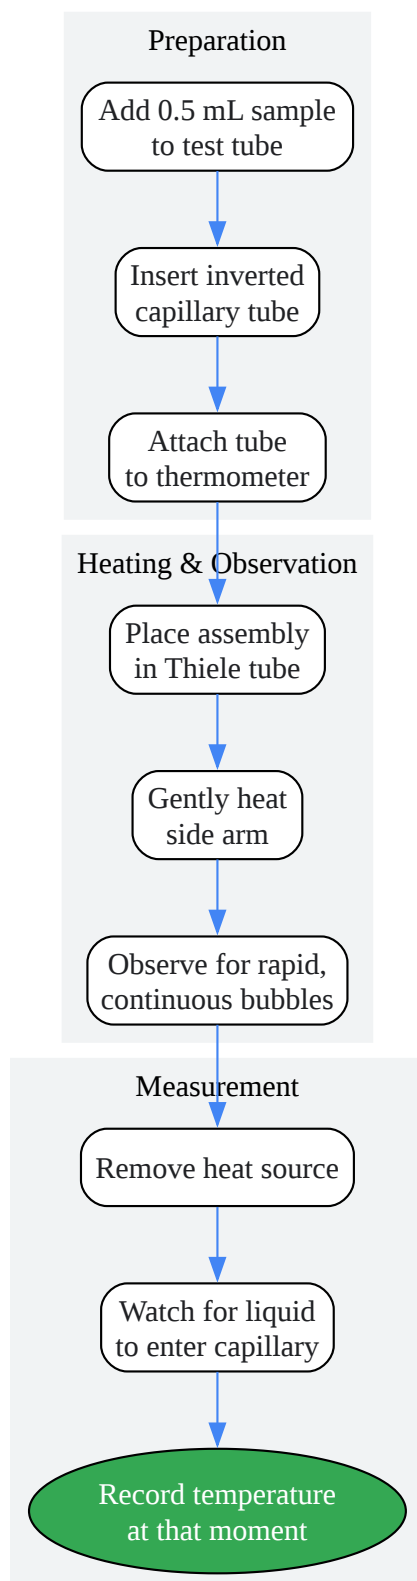 Preparation
Add 0.5 mL sample
to test tube
Insert inverted
capillary tube
Attach tube
to thermometer
Heating & Observation
Place assembly
in Thiele tube
Gently heat
side arm
Observe for rapid,
continuous bubbles
Measurement
Remove heat source
Watch for liquid
to enter capillary
Record temperature
at that moment